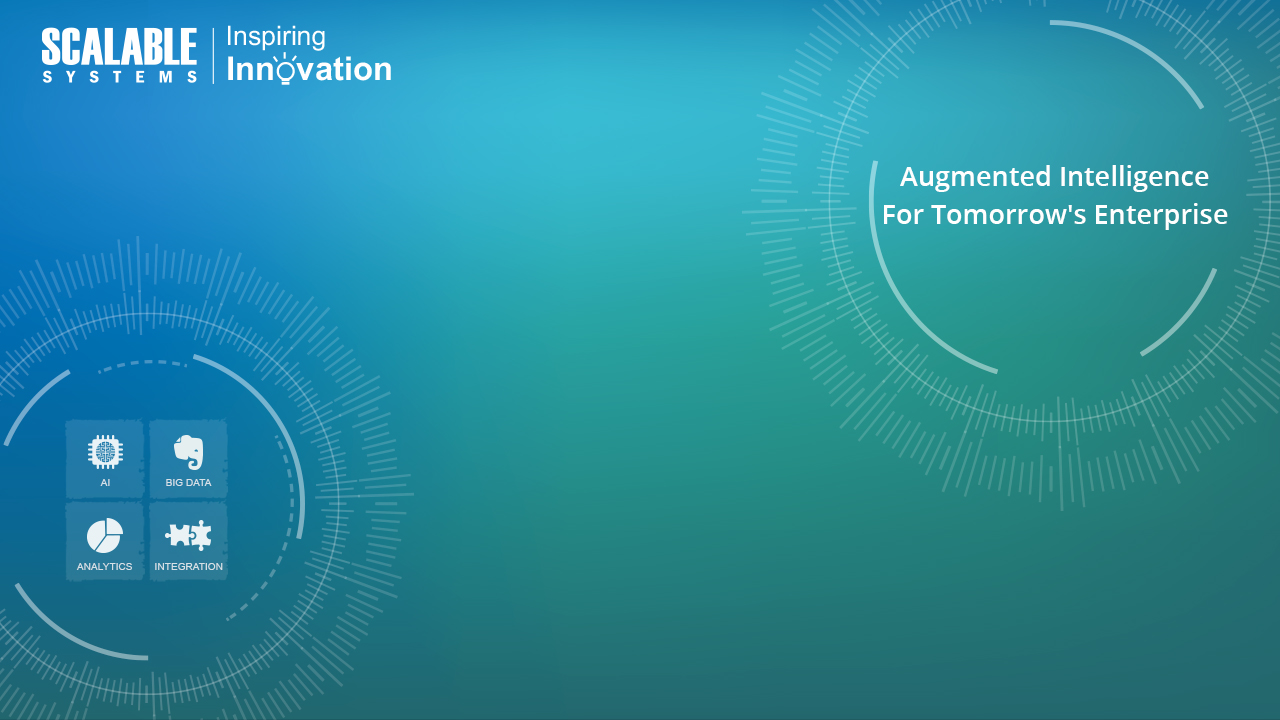 SCALABLE
SYSTEMS
Inspiring
Innovation
Augmented Intelligence
For Tomorrow's Enterprise
AI
BIG DATA
ANALYTICS
INTEGRATION